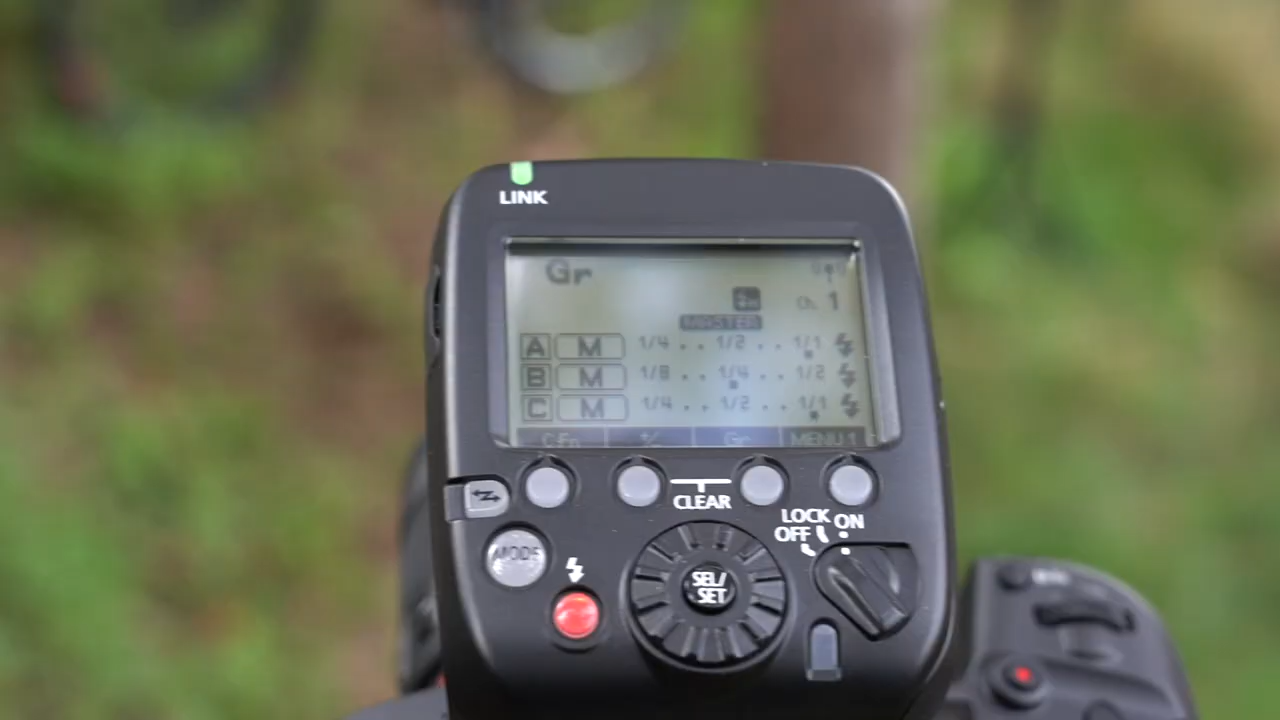 LINK
Gr
Ch. 1
MASTER
A M 1/4 . . 1/2 . . 1/1
B M 1/8 . . 1/4 . . 1/2
C M 1/4 . . 1/2 . . 1/1
C.Fn +/- Gr MENU 1
CLEAR
LOCK ON
OFF
MODE
SEL/
SET